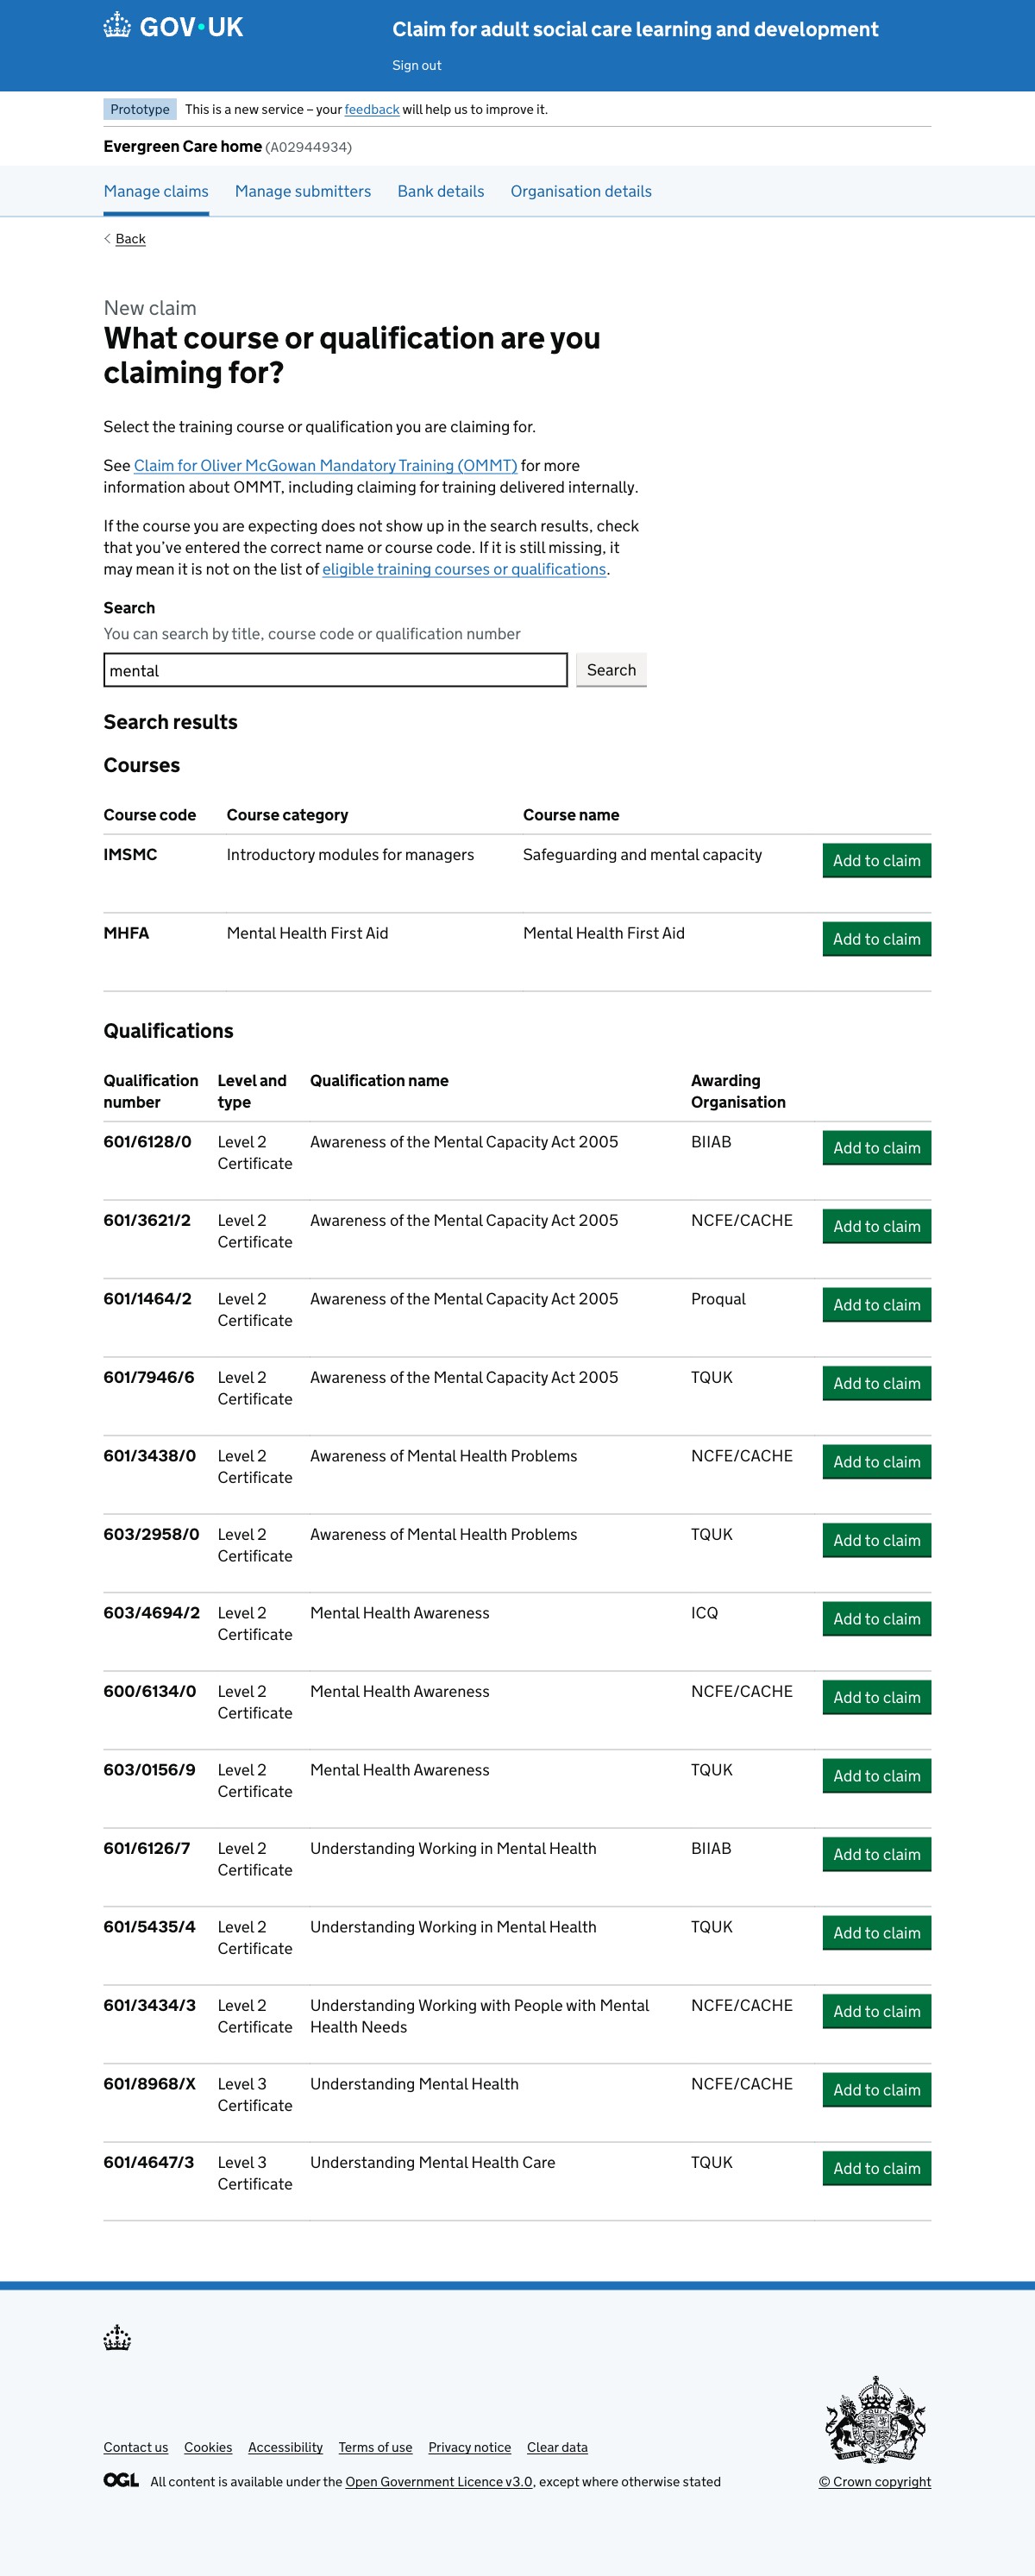 GOV·UK
Claim for adult social care learning and development
Sign out
Prototype This is a new service – your feedback will help us to improve it.
Evergreen Care home (A02944934)
Manage claims Manage submitters Bank details Organisation details
Back
New claim
What course or qualification are you
claiming for?
Select the training course or qualification you are claiming for.
See Claim for Oliver McGowan Mandatory Training (OMMT) for more
information about OMMT, including claiming for training delivered internally.
If the course you are expecting does not show up in the search results, check
that you’ve entered the correct name or course code. If it is still missing, it
may mean it is not on the list of eligible training courses or qualifications.
Search
You can search by title, course code or qualification number
mental Search
Search results
Courses
Course code Course category Course name
IMSMC Introductory modules for managers Safeguarding and mental capacity Add to claim
MHFA Mental Health First Aid Mental Health First Aid Add to claim
Qualifications
Qualification Level and Qualification name Awarding
number type Organisation
601/6128/0 Level 2 Awareness of the Mental Capacity Act 2005 BIIAB Add to claim
Certificate
601/3621/2 Level 2 Awareness of the Mental Capacity Act 2005 NCFE/CACHE Add to claim
Certificate
601/1464/2 Level 2 Awareness of the Mental Capacity Act 2005 Proqual Add to claim
Certificate
601/7946/6 Level 2 Awareness of the Mental Capacity Act 2005 TQUK Add to claim
Certificate
601/3438/0 Level 2 Awareness of Mental Health Problems NCFE/CACHE Add to claim
Certificate
603/2958/0 Level 2 Awareness of Mental Health Problems TQUK Add to claim
Certificate
603/4694/2 Level 2 Mental Health Awareness ICQ Add to claim
Certificate
600/6134/0 Level 2 Mental Health Awareness NCFE/CACHE Add to claim
Certificate
603/0156/9 Level 2 Mental Health Awareness TQUK Add to claim
Certificate
601/6126/7 Level 2 Understanding Working in Mental Health BIIAB Add to claim
Certificate
601/5435/4 Level 2 Understanding Working in Mental Health TQUK Add to claim
Certificate
601/3434/3 Level 2 Understanding Working with People with Mental NCFE/CACHE Add to claim
Certificate Health Needs
601/8968/X Level 3 Understanding Mental Health NCFE/CACHE Add to claim
Certificate
601/4647/3 Level 3 Understanding Mental Health Care TQUK Add to claim
Certificate
Contact us Cookies Accessibility Terms of use Privacy notice Clear data
OGL All content is available under the Open Government Licence v3.0, except where otherwise stated
© Crown copyright